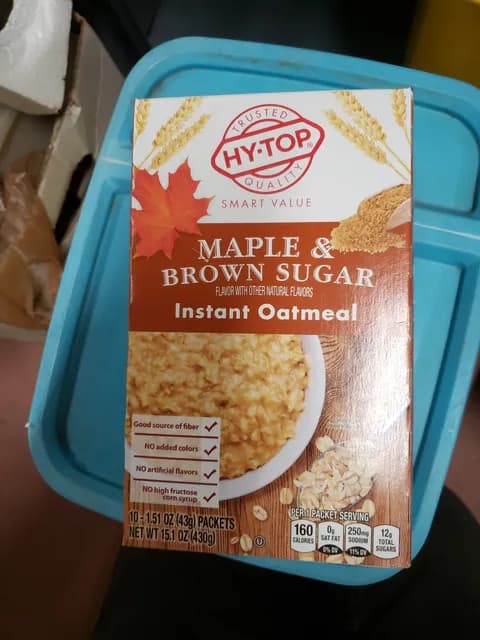 TRUSTED
HY•TOP®
QUALITY
SMART VALUE
MAPLE &
BROWN SUGAR
FLAVOR WITH OTHER NATURAL FLAVORS
Instant Oatmeal
Good source of fiber ✓
NO added colors ✓
NO artificial flavors ✓
NO high fructose
corn syrup ✓
10 - 1.51 OZ (43g) PACKETS
NET WT 15.1 OZ (430g)
PER 1 PACKET SERVING
160
CALORIES
0g
SAT FAT
0% DV
250mg
SODIUM
11% DV
12g
TOTAL
SUGARS